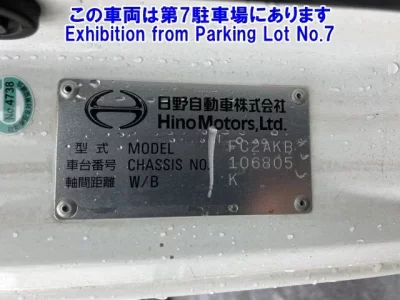 この車両は第7駐車場にあります
Exhibition from Parking Lot No.7
No.4738
日野自動車株式会社
Hino Motors, Ltd.
型式 MODEL FC2AKB
車台番号 CHASSIS NO. 106805
軸間距離 W/B K